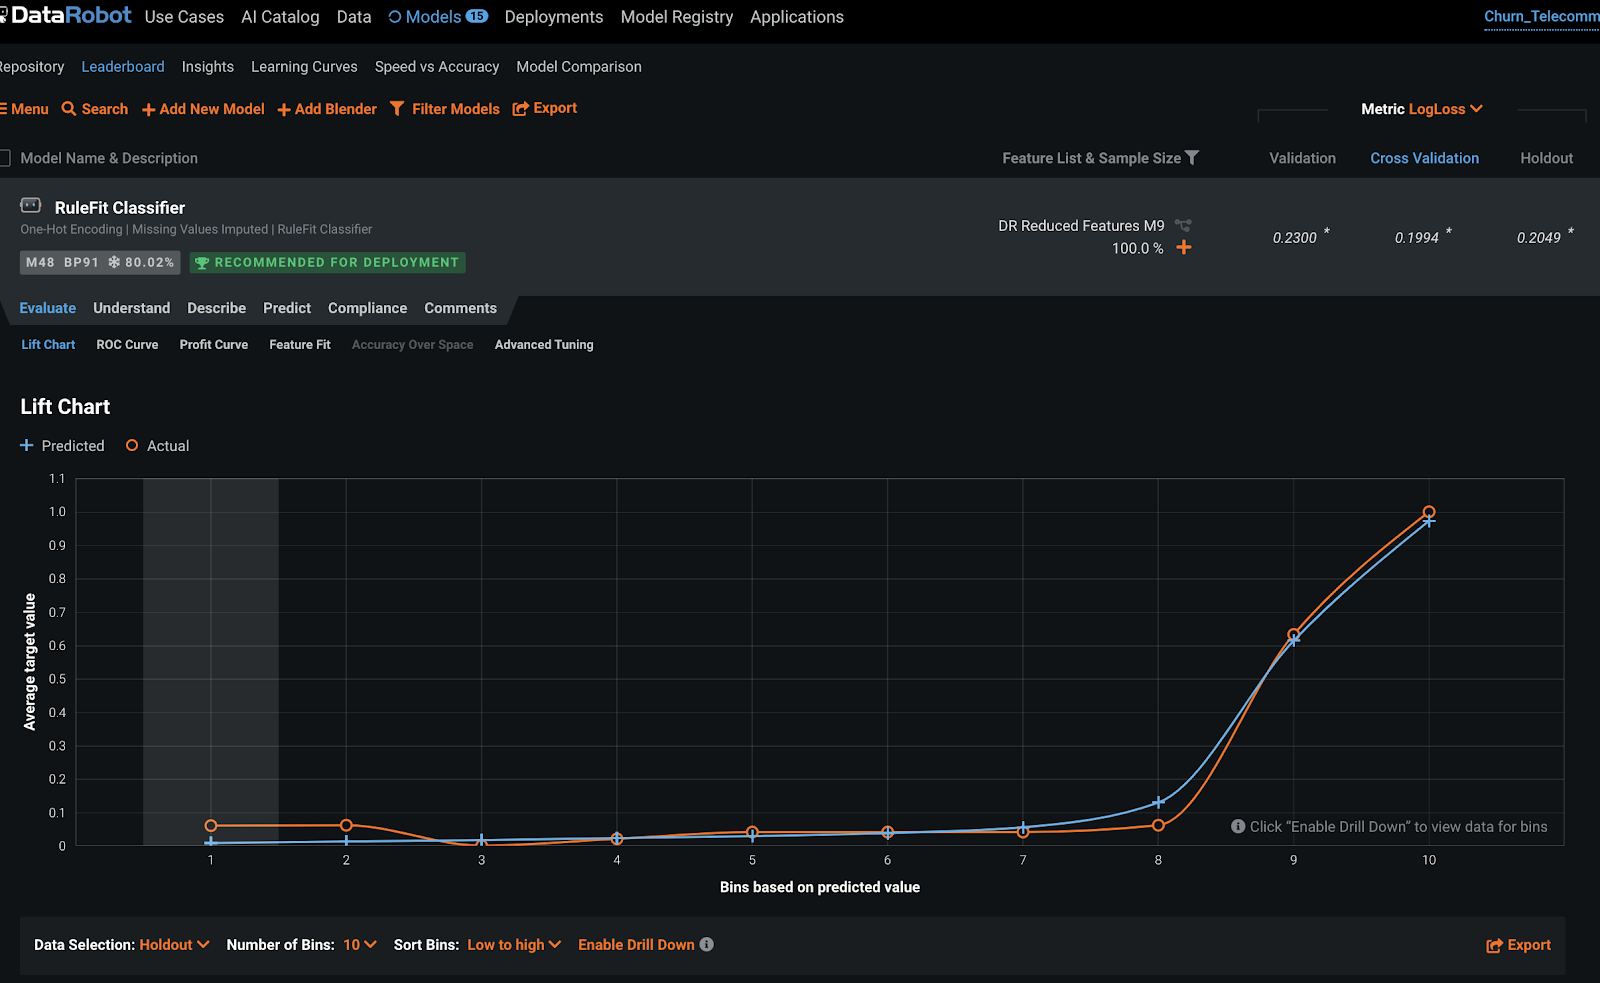 DataRobot Use Cases AI Catalog Data Models 15 Deployments Model Registry Applications Churn_Telecomm
Repository Leaderboard Insights Learning Curves Speed vs Accuracy Model Comparison
Menu Search + Add New Model + Add Blender Filter Models Export Metric LogLoss
Model Name & Description Feature List & Sample Size Validation Cross Validation Holdout
RuleFit Classifier
One-Hot Encoding | Missing Values Imputed | RuleFit Classifier
DR Reduced Features M9
100.0 % +
0.2300 * 0.1994 * 0.2049 *
M48 BP91 80.02% RECOMMENDED FOR DEPLOYMENT
Evaluate Understand Describe Predict Compliance Comments
Lift Chart ROC Curve Profit Curve Feature Fit Accuracy Over Space Advanced Tuning
Lift Chart
Predicted Actual
1.1
1.0
0.9
0.8
0.7
0.6
0.5
0.4
0.3
0.2
0.1
0
Average target value
Click “Enable Drill Down” to view data for bins
1 2 3 4 5 6 7 8 9 10
Bins based on predicted value
Data Selection: Holdout Number of Bins: 10 Sort Bins: Low to high Enable Drill Down Export